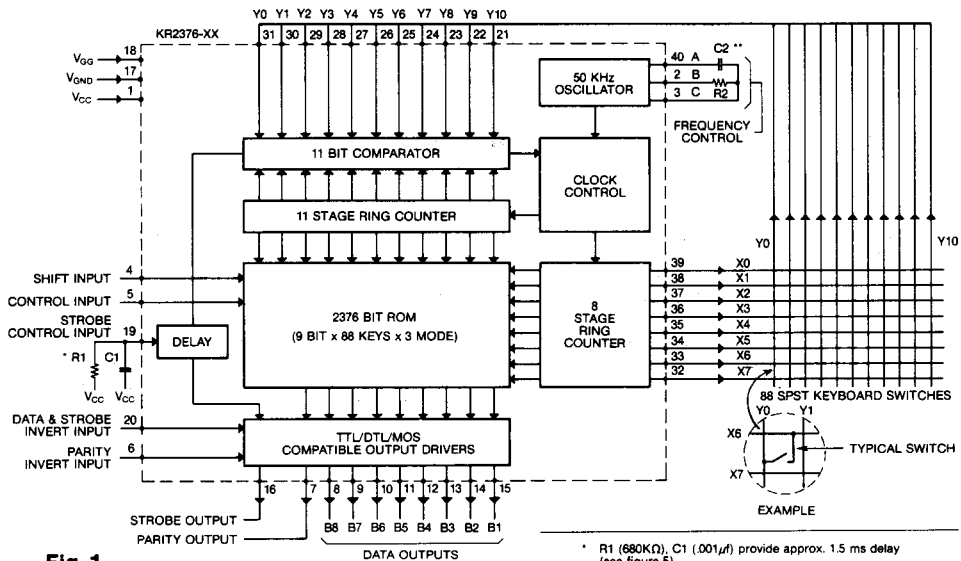 Y0 Y1 Y2 Y3 Y4 Y5 Y6 Y7 Y8 Y9 Y10
KR2376-XX
31 30 29 28 27 26 25 24 23 22 21
VGG 18
VGND 17
VCC 1
50 KHz
OSCILLATOR
40 A C2 **
2 B
3 C R2
FREQUENCY
CONTROL
11 BIT COMPARATOR
CLOCK
CONTROL
11 STAGE RING COUNTER
Y0 Y10
SHIFT INPUT 4
CONTROL INPUT 5
STROBE
CONTROL INPUT 19
* R1 C1
VCC VCC
DELAY
2376 BIT ROM
(9 BIT x 88 KEYS x 3 MODE)
8
STAGE
RING
COUNTER
39 X0
38 X1
37 X2
36 X3
35 X4
34 X5
33 X6
32 X7
88 SPST KEYBOARD SWITCHES
Y0 Y1
X6
X7
TYPICAL SWITCH
EXAMPLE
DATA & STROBE
INVERT INPUT 20
PARITY
INVERT INPUT 6
TTL/DTL/MOS
COMPATIBLE OUTPUT DRIVERS
16 7 8 9 10 11 12 13 14 15
STROBE OUTPUT
PARITY OUTPUT
B8 B7 B6 B5 B4 B3 B2 B1
DATA OUTPUTS
* R1 (680KΩ), C1 (.001μf) provide approx. 1.5 ms delay
(see figure 5)
Fig. 1